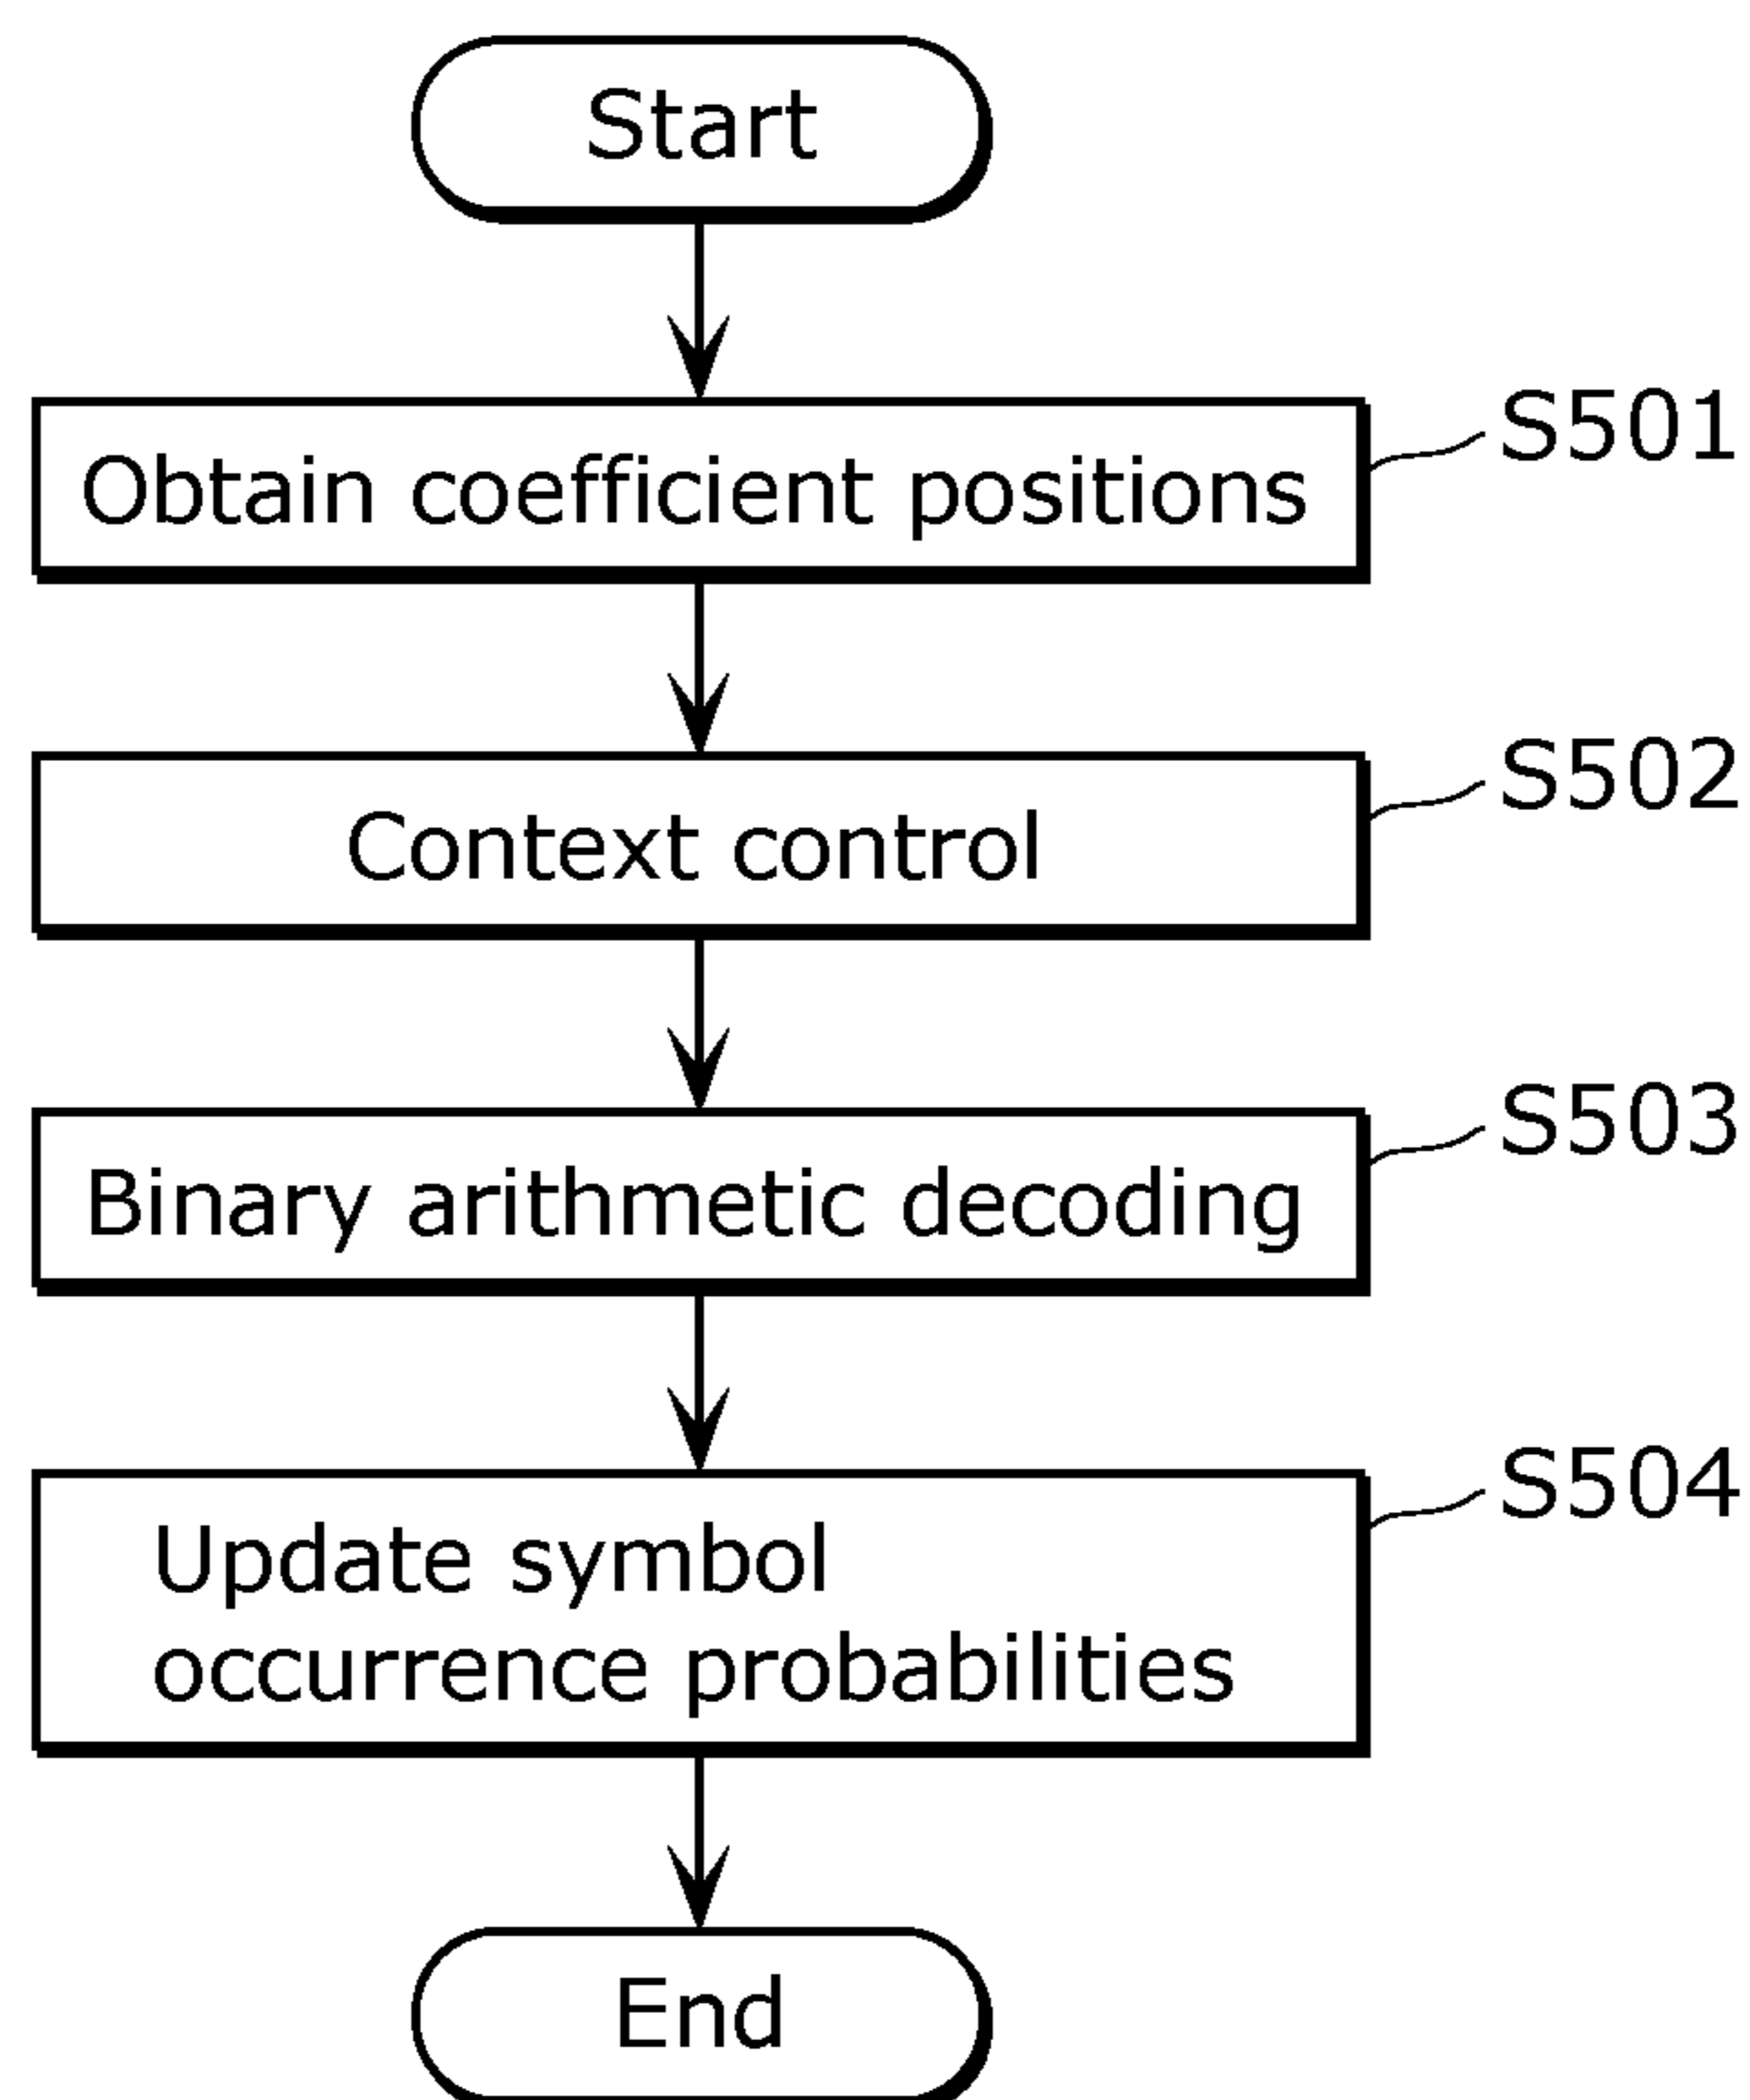 Start
Obtain coefficient positions
S501
Context control
S502
Binary arithmetic decoding
S503
Update symbol
occurrence probabilities
S504
End